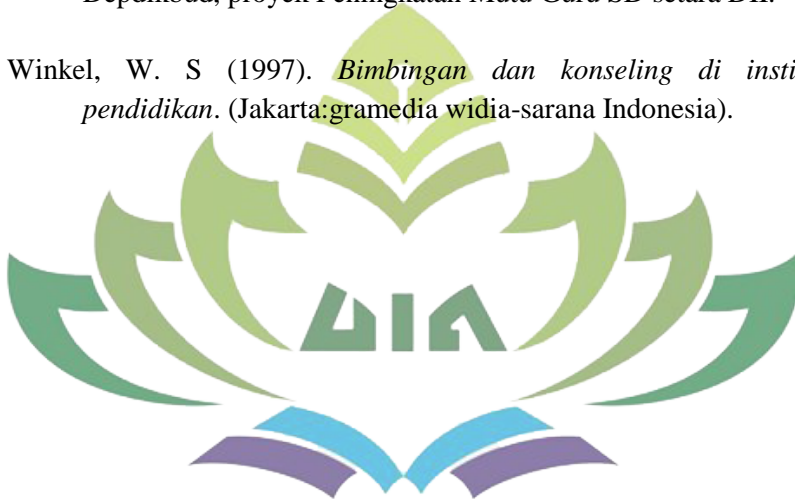 Depdikbud, proyek Peningkatan Mutu Guru SD setara DII.
Winkel, W. S (1997). Bimbingan dan konseling di insti
pendidikan. (Jakarta:gramedia widia-sarana Indonesia).